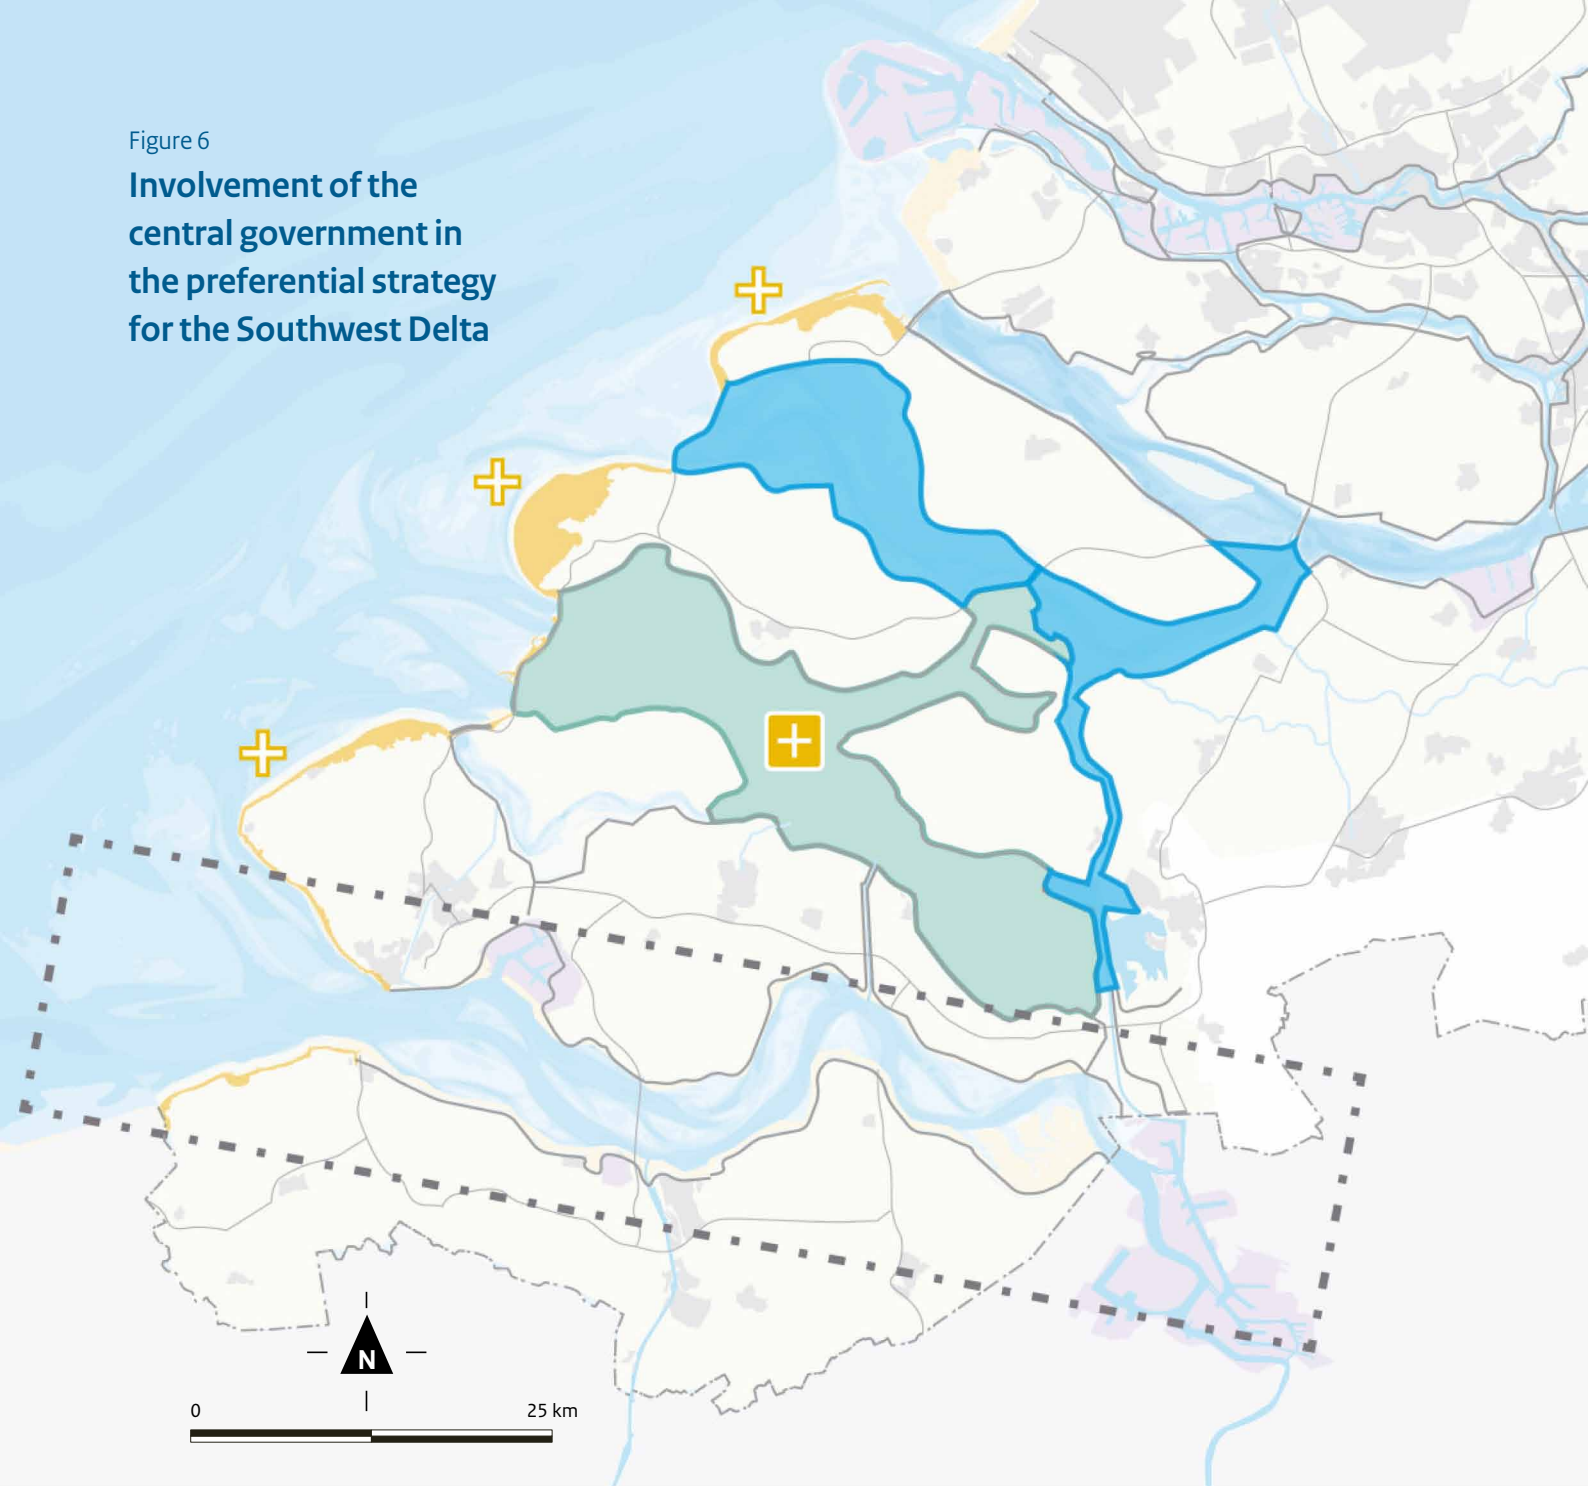 Figure 6
Involvement of the
central government in
the preferential strategy
for the Southwest Delta
N
0 25 km